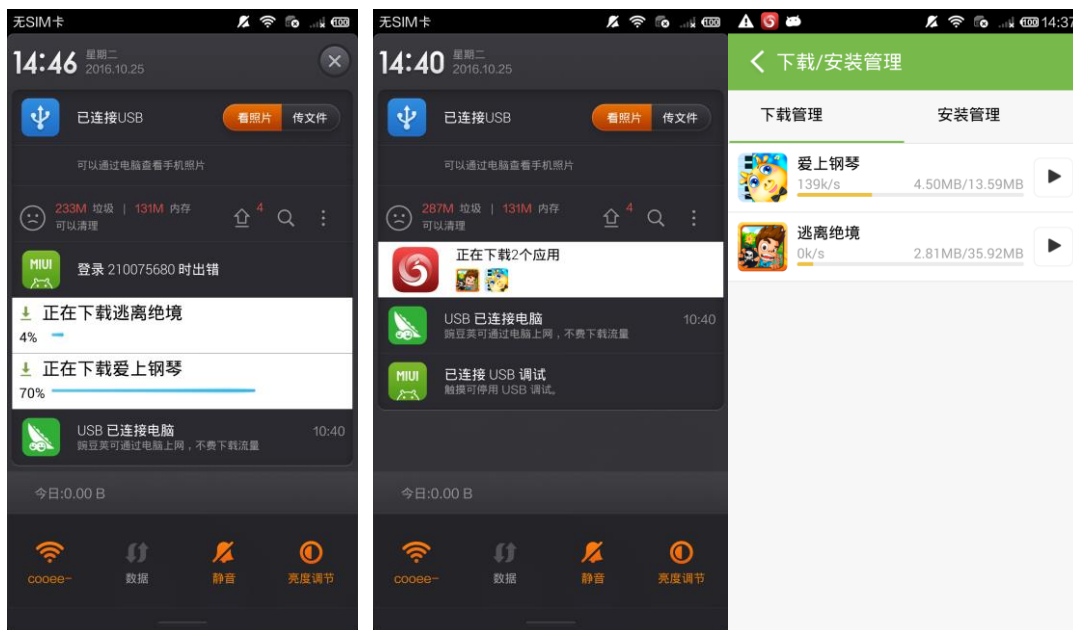 无SIM卡
14:46 星期二
2016.10.25
已连接USB 看照片 传文件
可以通过电脑查看手机照片
233M 垃圾 | 131M 内存
可以清理
4
MIUI
登录 210075680 时出错
正在下载逃离绝境
4%
正在下载爱上钢琴
70%
USB 已连接电脑 10:40
豌豆荚可通过电脑上网，不费下载流量
今日:0.00 B
cooee- 数据 静音 亮度调节
无SIM卡
14:40 星期二
2016.10.25
已连接USB 看照片 传文件
可以通过电脑查看手机照片
287M 垃圾 | 131M 内存
可以清理
4
正在下载2个应用
USB 已连接电脑 10:40
豌豆荚可通过电脑上网，不费下载流量
MIUI
已连接 USB 调试
触摸可停用 USB 调试。
今日:0.00 B
cooee- 数据 静音 亮度调节
100 14:37
下载/安装管理
下载管理 安装管理
爱上钢琴
139k/s 4.50MB/13.59MB
逃离绝境
0k/s 2.81MB/35.92MB